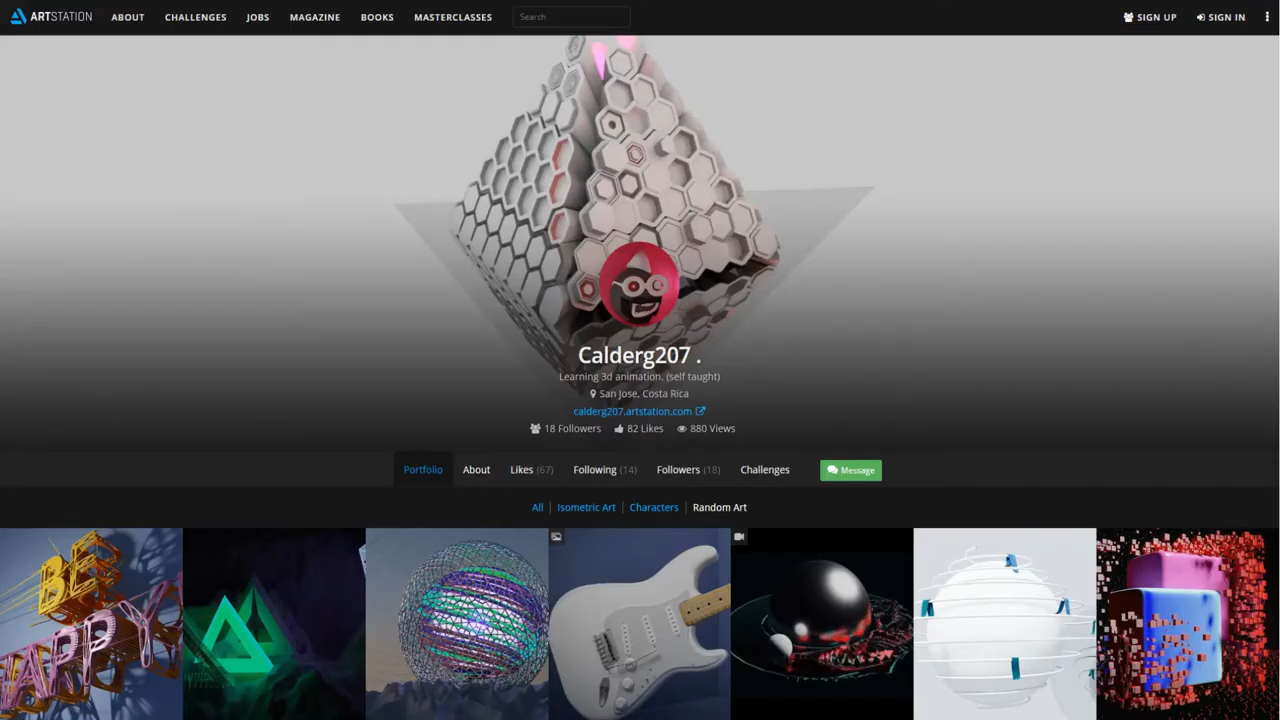 ARTSTATION ABOUT CHALLENGES JOBS MAGAZINE BOOKS MASTERCLASSES Search SIGN UP SIGN IN
Calderg207 .
Learning 3d animation. (self taught)
San Jose, Costa Rica
calderg207.artstation.com
18 Followers 82 Likes 880 Views
Portfolio About Likes (67) Following (14) Followers (18) Challenges Message
All Isometric Art Characters Random Art
BE
HAPPY